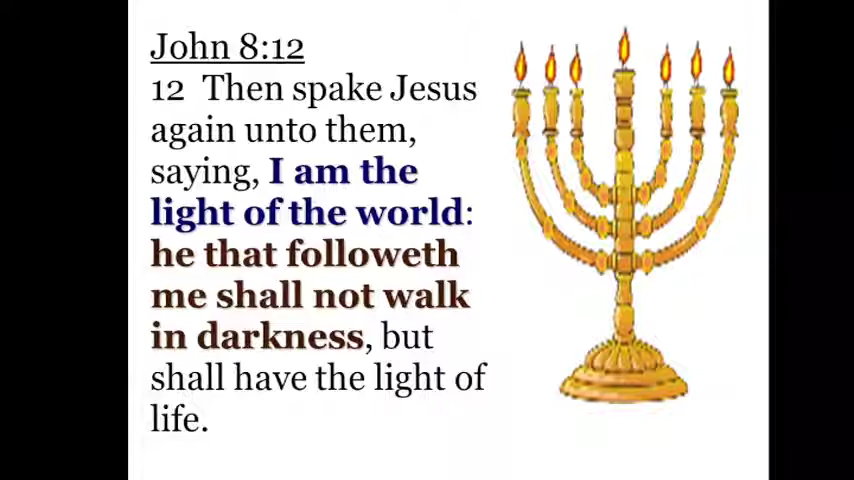 John 8:12
12 Then spake Jesus
again unto them,
saying, I am the
light of the world:
he that followeth
me shall not walk
in darkness, but
shall have the light of
life.